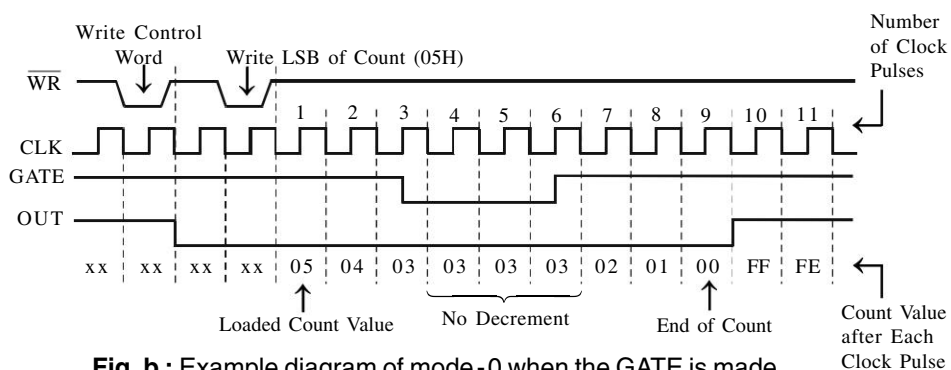 Write Control
Word
Write LSB of Count (05H)
Number
of Clock
Pulses
WR
1 2 3 4 5 6 7 8 9 10 11
CLK
GATE
OUT
xx xx xx xx 05 04 03 03 03 03 02 01 00 FF FE
Loaded Count Value
No Decrement
End of Count
Count Value
after Each
Clock Pulse
Fig. b : Example diagram of mode-0 when the GATE is made